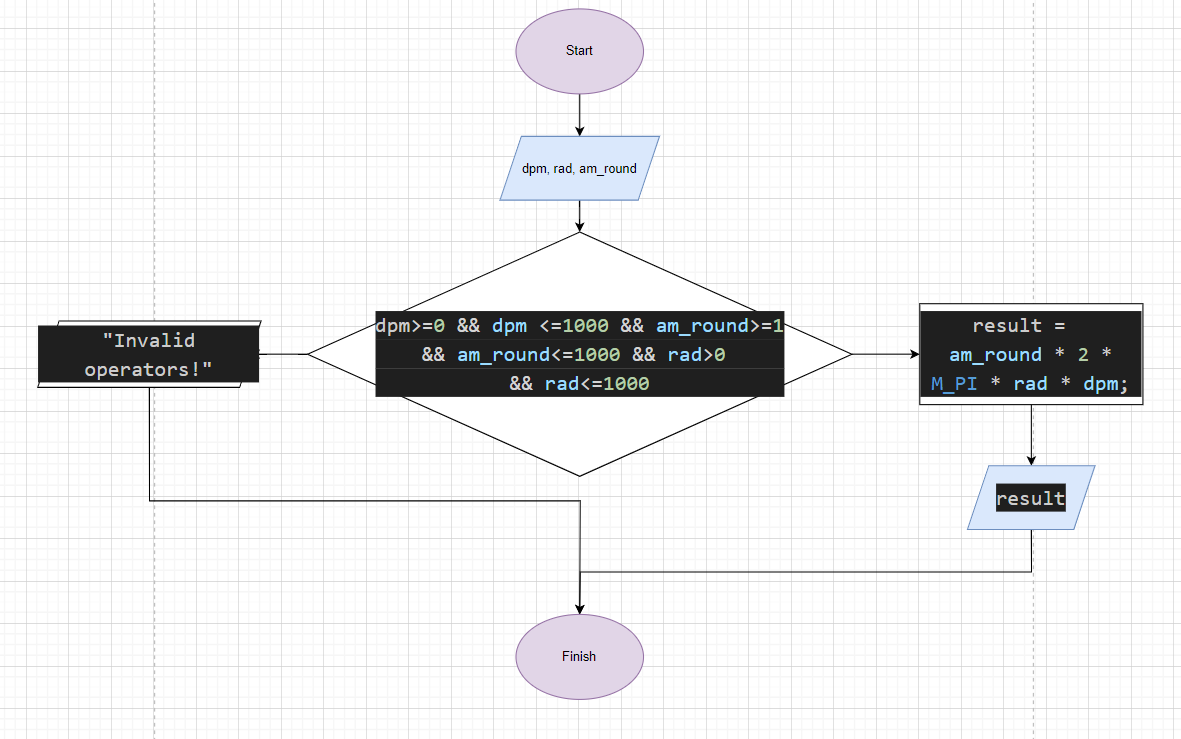 Start
dpm, rad, am_round
dpm>=0 && dpm <=1000 && am_round>=1
&& am_round<=1000 && rad>0
&& rad<=1000
"Invalid
operators!"
result =
am_round * 2 *
M_PI * rad * dpm;
result
Finish